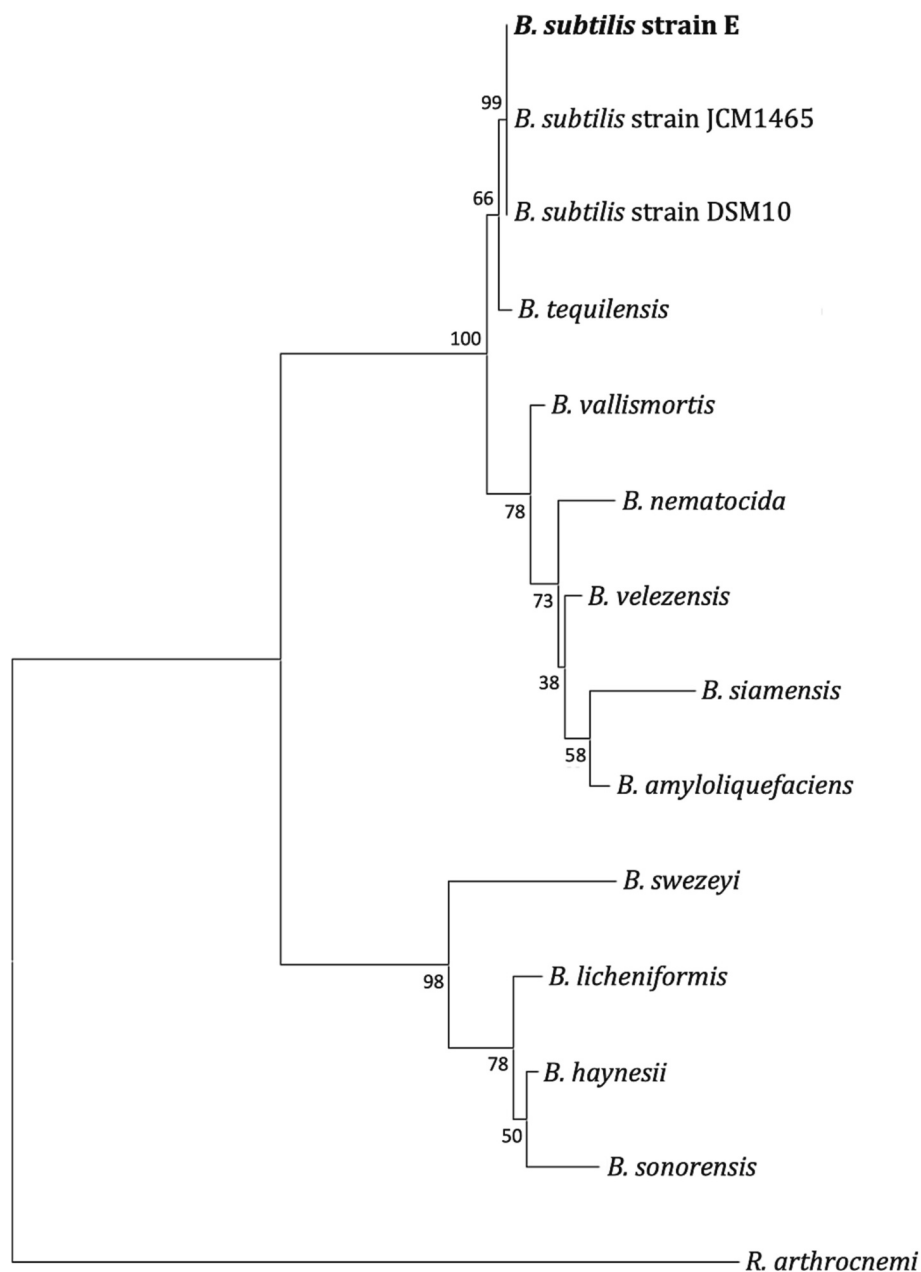 B. subtilis strain E
99
B. subtilis strain JCM1465
66
B. subtilis strain DSM10
B. tequilensis
100
B. vallismortis
78
B. nematocida
73
B. velezensis
38
B. siamensis
58
B. amyloliquefaciens
B. swezeyi
98
B. licheniformis
78
B. haynesii
50
B. sonorensis
R. arthrocnemi